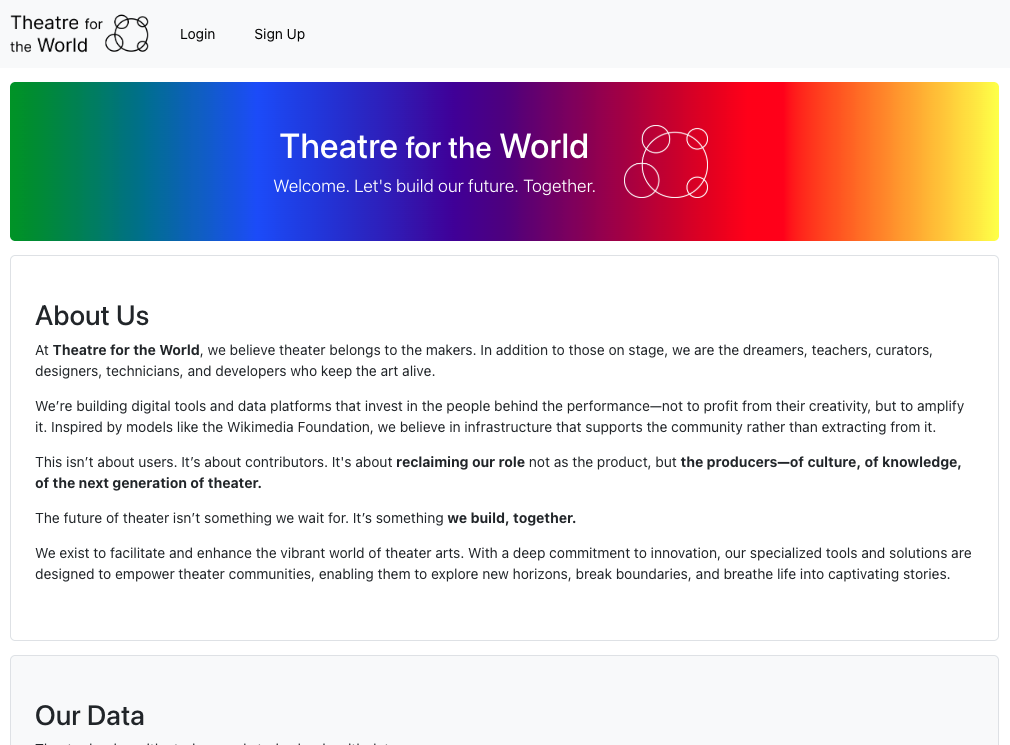 Theatre for
the World
Login
Sign Up
Theatre for the World
Welcome. Let's build our future. Together.
About Us
At Theatre for the World, we believe theater belongs to the makers. In addition to those on stage, we are the dreamers, teachers, curators,
designers, technicians, and developers who keep the art alive.
We’re building digital tools and data platforms that invest in the people behind the performance—not to profit from their creativity, but to amplify
it. Inspired by models like the Wikimedia Foundation, we believe in infrastructure that supports the community rather than extracting from it.
This isn’t about users. It’s about contributors. It's about reclaiming our role not as the product, but the producers—of culture, of knowledge,
of the next generation of theater.
The future of theater isn’t something we wait for. It’s something we build, together.
We exist to facilitate and enhance the vibrant world of theater arts. With a deep commitment to innovation, our specialized tools and solutions are
designed to empower theater communities, enabling them to explore new horizons, break boundaries, and breathe life into captivating stories.
Our Data